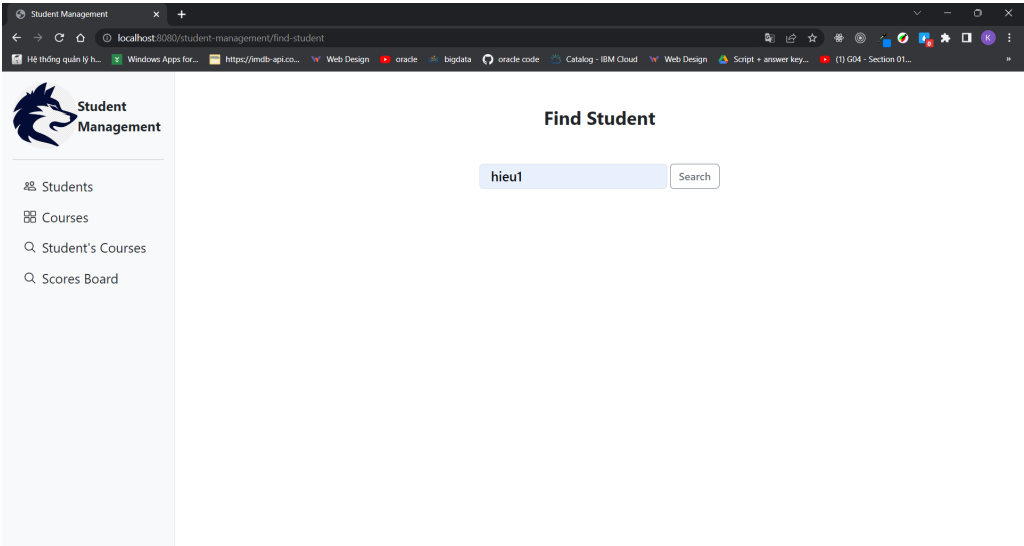 Student Management
localhost:8080/student-management/find-student
Hệ thống quản lý h... Windows Apps for... https://imdb-api.co... Web Design oracle bigdata oracle code Catalog - IBM Cloud Web Design Script + answer key... (1) G04 - Section 01... »
K
0
Student
Management
Students
Courses
Student's Courses
Scores Board
Find Student
hieu1 Search